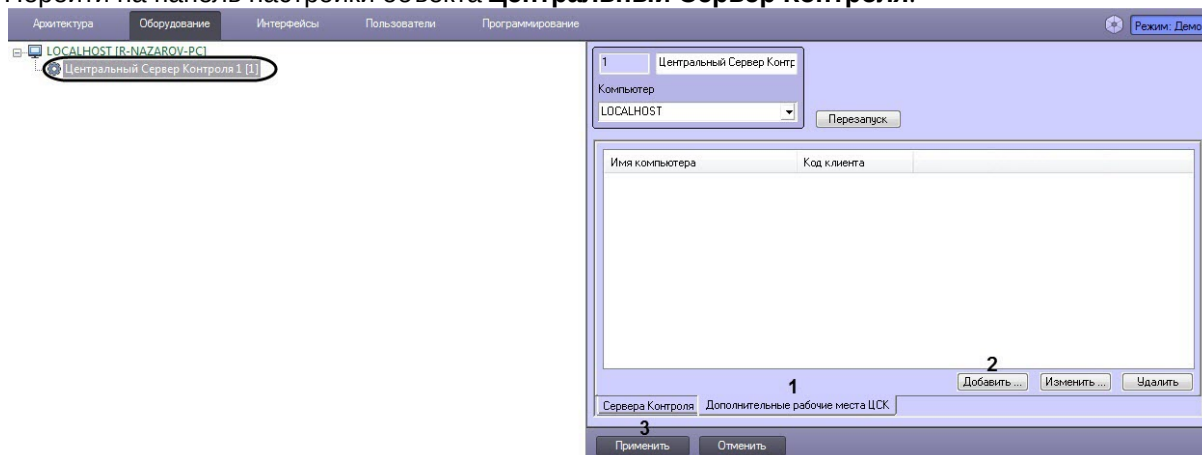 Перейти на панель настройки объекта Центральный Сервер Контроля.
Архитектура Оборудование Интерфейсы Пользователи Программирование Режим: Демо
LOCALHOST [R-NAZAROV-PC]
Центральный Сервер Контроля 1 [1]
1 Центральный Сервер Контр
Компьютер
LOCALHOST Перезапуск
Имя компьютера Код клиента
2
Добавить ... Изменить ... Удалить
1
Сервера Контроля Дополнительные рабочие места ЦСК
3
Применить Отменить